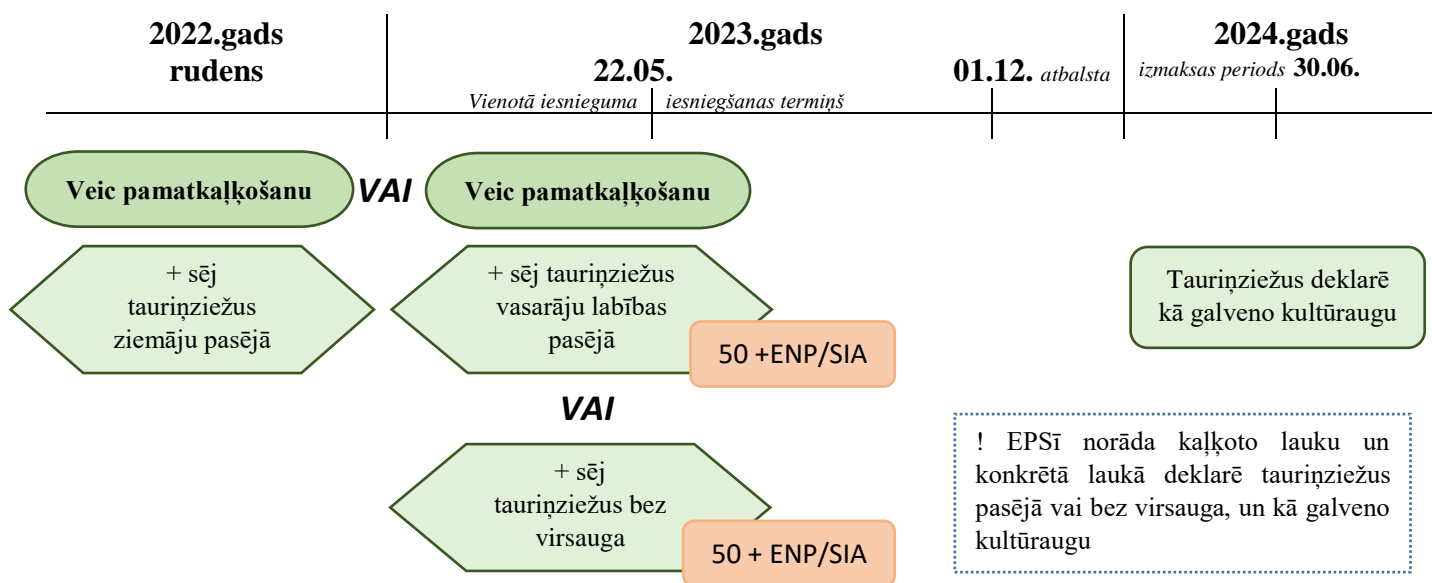 2022.gads
rudens
2023.gads
22.05.
Vienotā iesnieguma iesniegšanas termiņš
01.12. atbalsta
2024.gads
izmaksas periods 30.06.
Veic pamatkaļķošanu
VAI
Veic pamatkaļķošanu
+ sēj
tauriņziežus
ziemāju pasējā
+ sēj tauriņziežus
vasarāju labības
pasējā
50 +ENP/SIA
Tauriņziežus deklarē
kā galveno kultūraugu
VAI
+ sēj
tauriņziežus bez
virsauga
50 + ENP/SIA
! EPSī norāda kaļķoto lauku un
konkrētā laukā deklarē tauriņziežus
pasējā vai bez virsauga, un kā galveno
kultūraugu